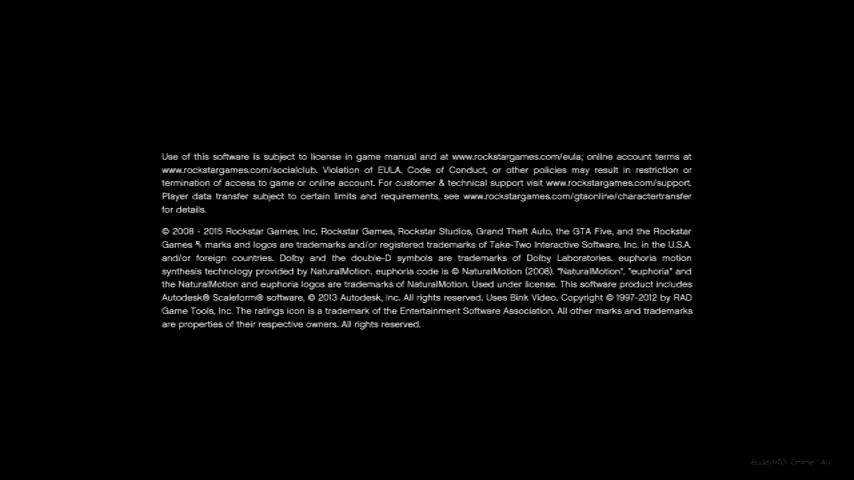 Use of this software is subject to license in game manual and at www.rockstargames.com/eula; online account terms at
www.rockstargames.com/socialclub. Violation of EULA, Code of Conduct, or other policies may result in restriction or
termination of access to game or online account. For customer & technical support visit www.rockstargames.com/support.
Player data transfer subject to certain limits and requirements, see www.rockstargames.com/gtaonline/charactertransfer
for details.
© 2008 - 2015 Rockstar Games, Inc. Rockstar Games, Rockstar Studios, Grand Theft Auto, the GTA Five, and the Rockstar
Games R* marks and logos are trademarks and/or registered trademarks of Take-Two Interactive Software, Inc. in the U.S.A.
and/or foreign countries. Dolby and the double-D symbols are trademarks of Dolby Laboratories. euphoria motion
synthesis technology provided by NaturalMotion. euphoria code is © NaturalMotion (2008). "NaturalMotion", "euphoria" and
the NaturalMotion and euphoria logos are trademarks of NaturalMotion. Used under license. This software product includes
Autodesk® Scaleform® software, © 2013 Autodesk, Inc. All rights reserved. Uses Bink Video. Copyright © 1997-2012 by RAD
Game Tools, Inc. The ratings icon is a trademark of the Entertainment Software Association. All other marks and trademarks
are properties of their respective owners. All rights reserved.